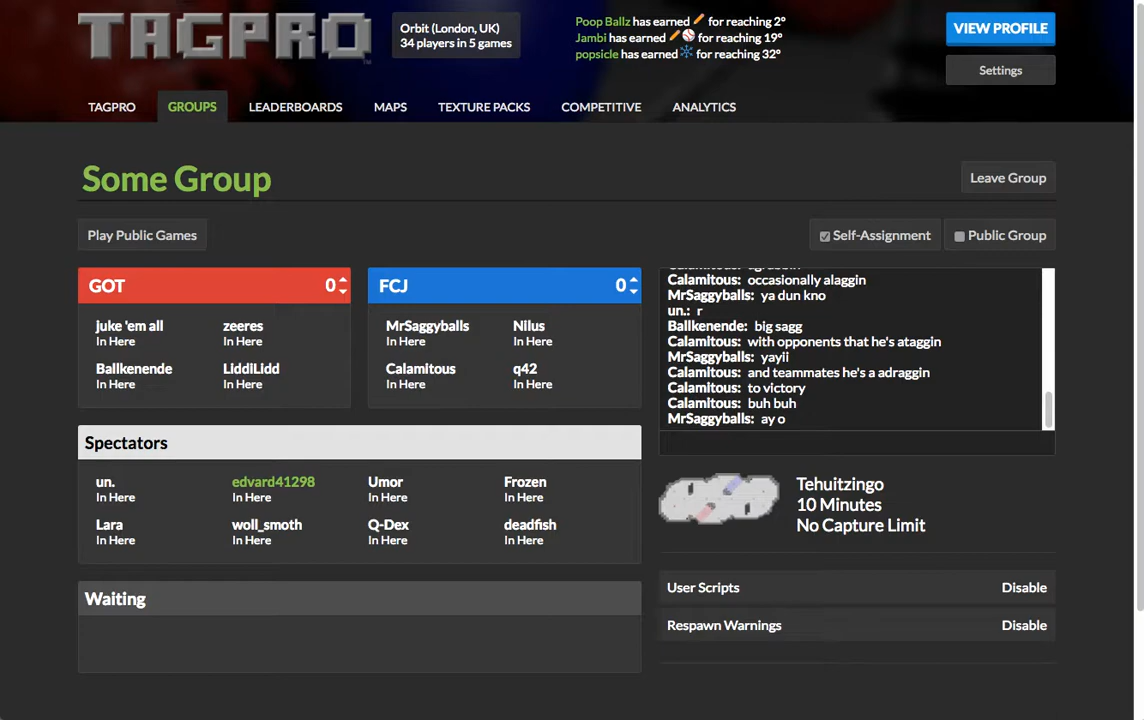 TAGPRO
Orbit (London, UK)
34 players in 5 games
Poop Ballz has earned for reaching 2°
Jambi has earned for reaching 19°
popsicle has earned for reaching 32°
VIEW PROFILE
Settings
TAGPRO GROUPS LEADERBOARDS MAPS TEXTURE PACKS COMPETITIVE ANALYTICS
Some Group
Leave Group
Play Public Games
Self-Assignment
Public Group
GOT 0
juke 'em all zeeres
In Here In Here
Ballkenende LiddiLidd
In Here In Here
FCJ 0
MrSaggyballs Nilus
In Here In Here
Calamitous q42
In Here In Here
Spectators
un. edvard41298 Umor Frozen
In Here In Here In Here In Here
Lara woll_smoth Q-Dex deadfish
In Here In Here In Here In Here
Waiting
Calamitous: occasionally alaggin
MrSaggyballs: ya dun kno
un.: r
Ballkenende: big sagg
Calamitous: with opponents that he's ataggin
MrSaggyballs: yayii
Calamitous: and teammates he's a adraggin
Calamitous: to victory
Calamitous: buh buh
MrSaggyballs: ay o
Tehuitzingo
10 Minutes
No Capture Limit
User Scripts Disable
Respawn Warnings Disable